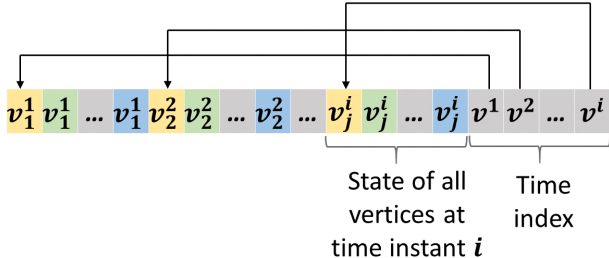 v₁¹ v₁¹ ... v₁¹ v₂² v₂² ... v₂² ... vⱼⁱ vⱼⁱ ... vⱼⁱ v¹ v² ... vⁱ
State of all
vertices at
time instant i
Time
index